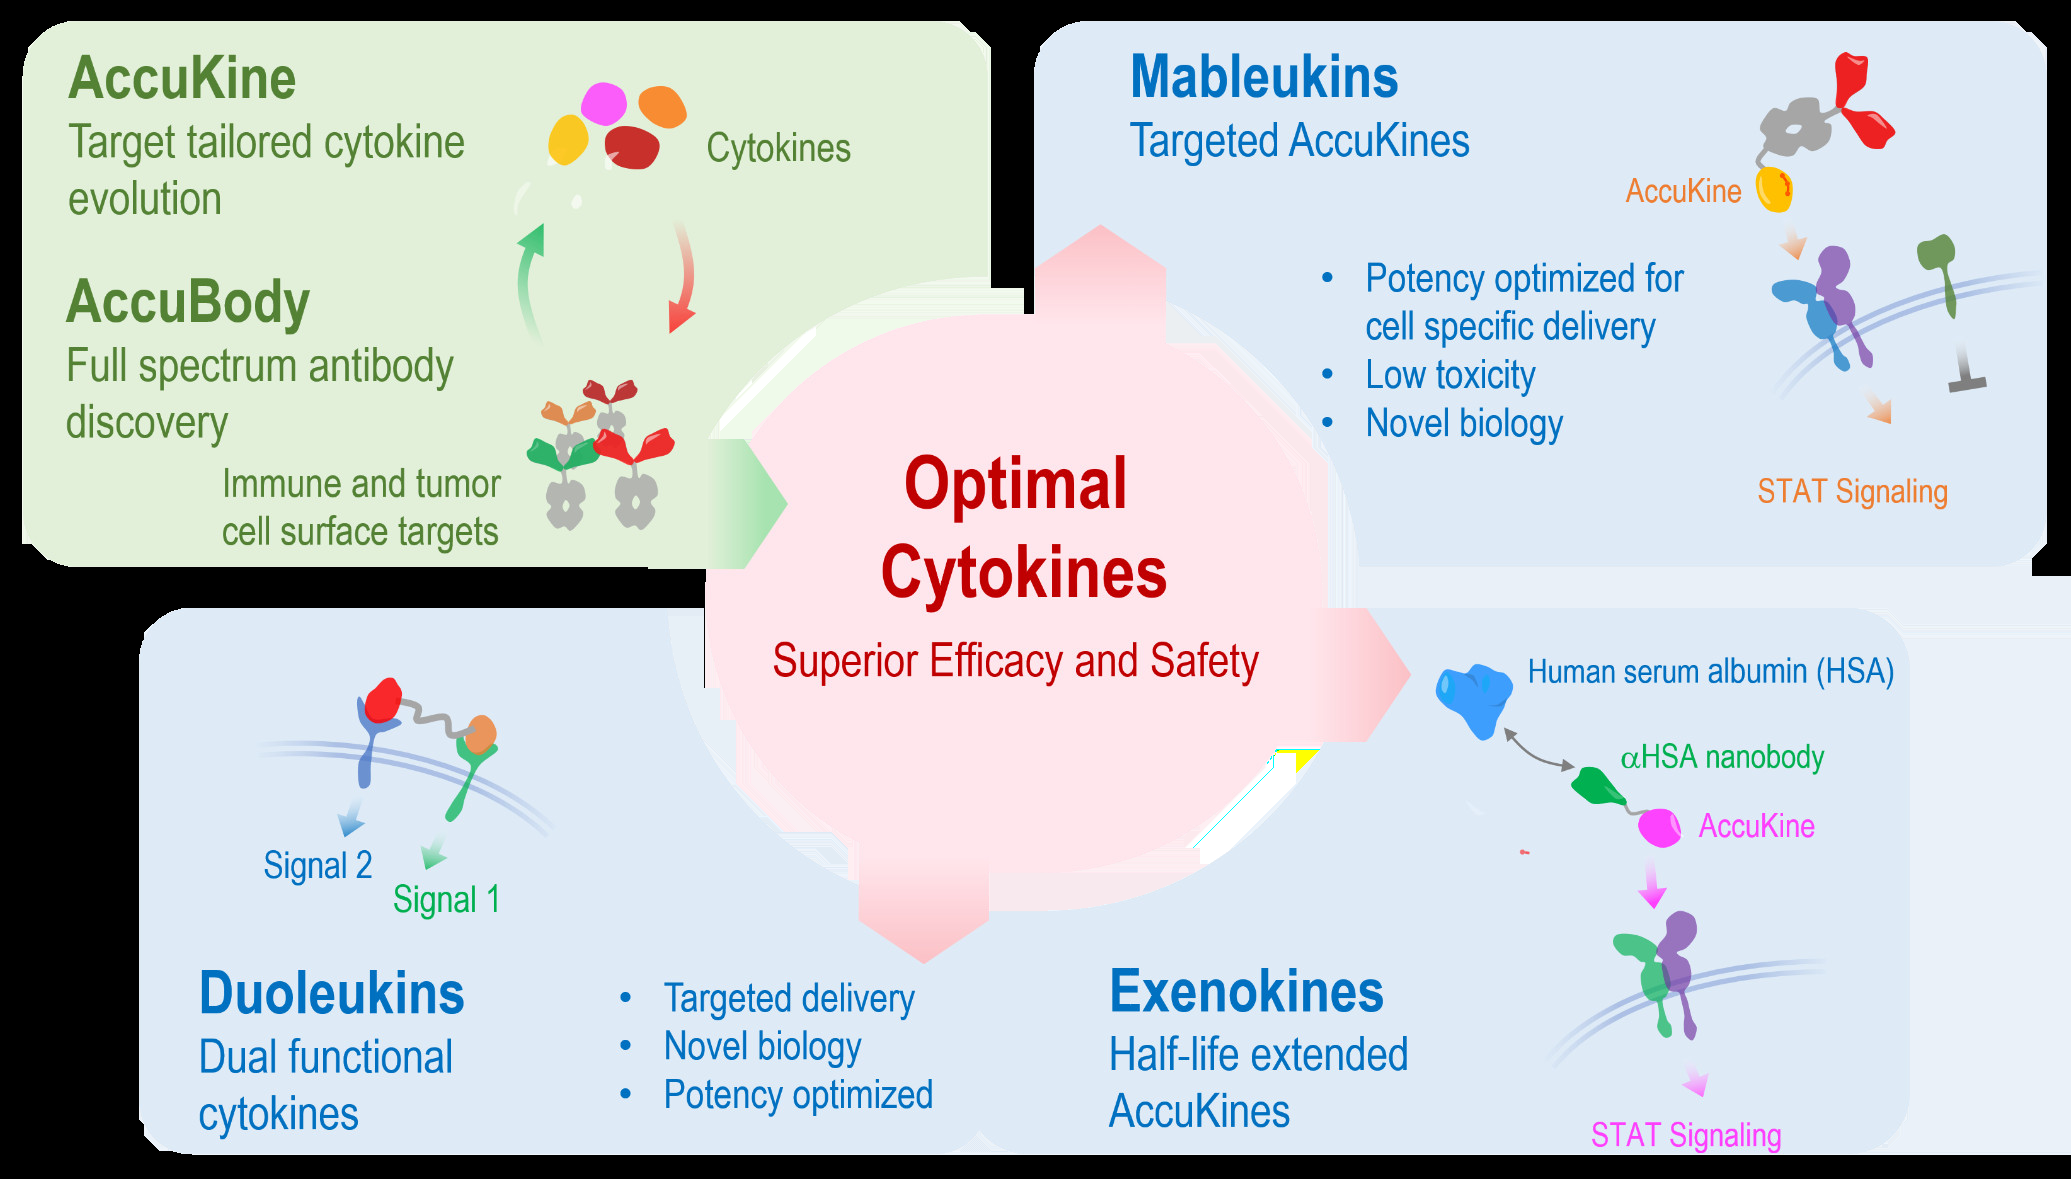 AccuKine
Target tailored cytokine
evolution
Cytokines
AccuBody
Full spectrum antibody
discovery
Immune and tumor
cell surface targets
Mableukins
Targeted AccuKines
AccuKine
• Potency optimized for
cell specific delivery
• Low toxicity
• Novel biology
STAT Signaling
Optimal
Cytokines
Superior Efficacy and Safety
Signal 2
Signal 1
Duoleukins
Dual functional
cytokines
• Targeted delivery
• Novel biology
• Potency optimized
Human serum albumin (HSA)
αHSA nanobody
AccuKine
Exenokines
Half-life extended
AccuKines
STAT Signaling